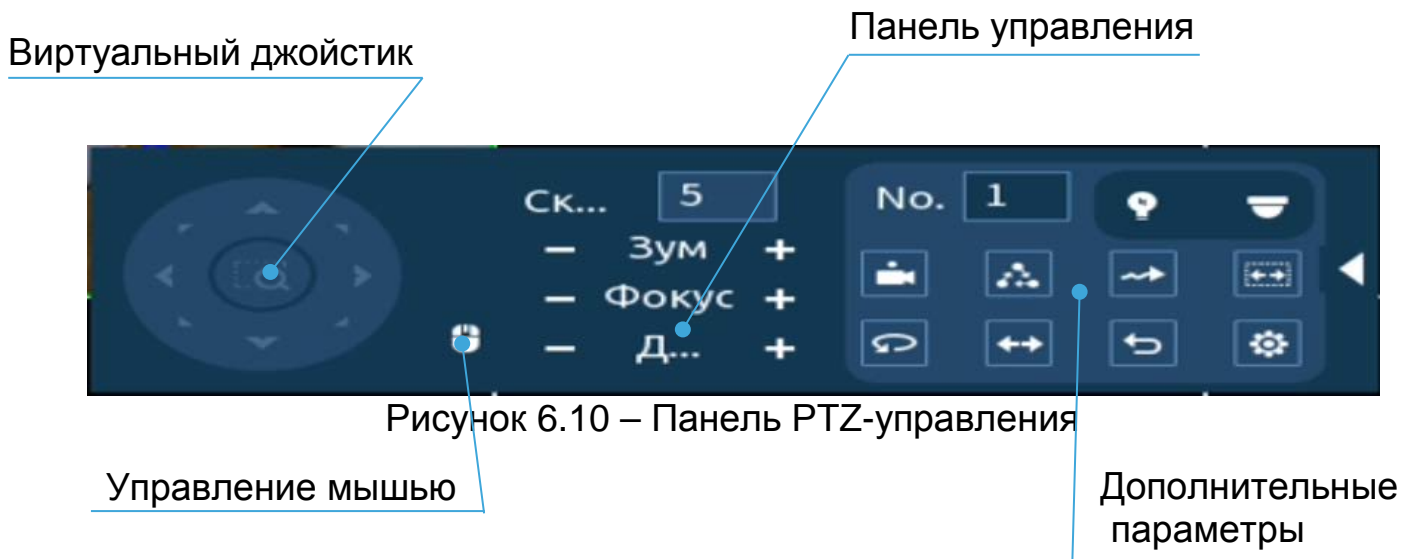 Панель управления
Виртуальный джойстик
Ск... 5
− Зум +
− Фокус +
− Д... +
No. 1
Рисунок 6.10 – Панель PTZ-управления
Управление мышью
Дополнительные
параметры